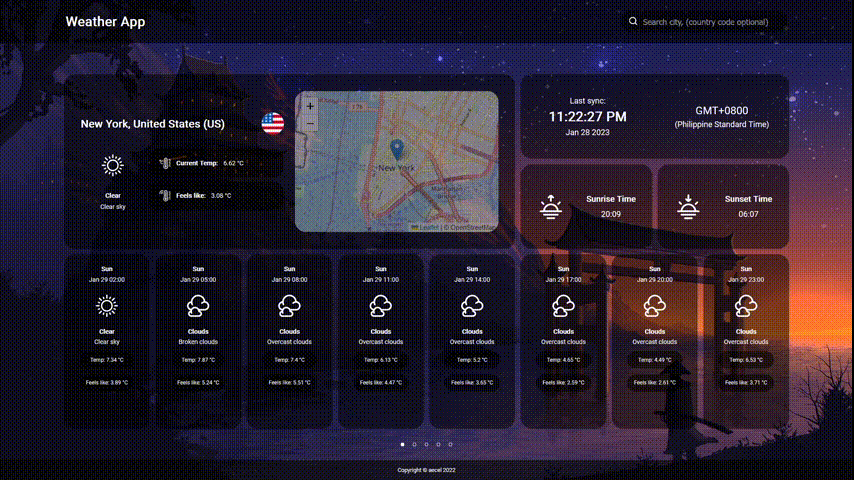 Weather App
Search city, (country code optional)
New York, United States (US)
Clear
Clear sky
Current Temp: 6.62 °C
Feels like: 3.08 °C
+
−
New York
Manhattan
Leaflet | © OpenStreetMap
Last sync:
11:22:27 PM
Jan 28 2023
GMT+0800
(Philippine Standard Time)
Sunrise Time
20:09
Sunset Time
06:07
Sun
Jan 29 02:00
Clear
Clear sky
Temp: 7.34 °C
Feels like: 3.89 °C
Sun
Jan 29 05:00
Clouds
Broken clouds
Temp: 7.87 °C
Feels like: 5.24 °C
Sun
Jan 29 08:00
Clouds
Overcast clouds
Temp: 7.4 °C
Feels like: 5.51 °C
Sun
Jan 29 11:00
Clouds
Overcast clouds
Temp: 6.13 °C
Feels like: 4.47 °C
Sun
Jan 29 14:00
Clouds
Overcast clouds
Temp: 5.2 °C
Feels like: 3.65 °C
Sun
Jan 29 17:00
Clouds
Overcast clouds
Temp: 4.65 °C
Feels like: 2.59 °C
Sun
Jan 29 20:00
Clouds
Overcast clouds
Temp: 4.49 °C
Feels like: 2.61 °C
Sun
Jan 29 23:00
Clouds
Overcast clouds
Temp: 6.53 °C
Feels like: 3.71 °C
Copyright © aecel 2022